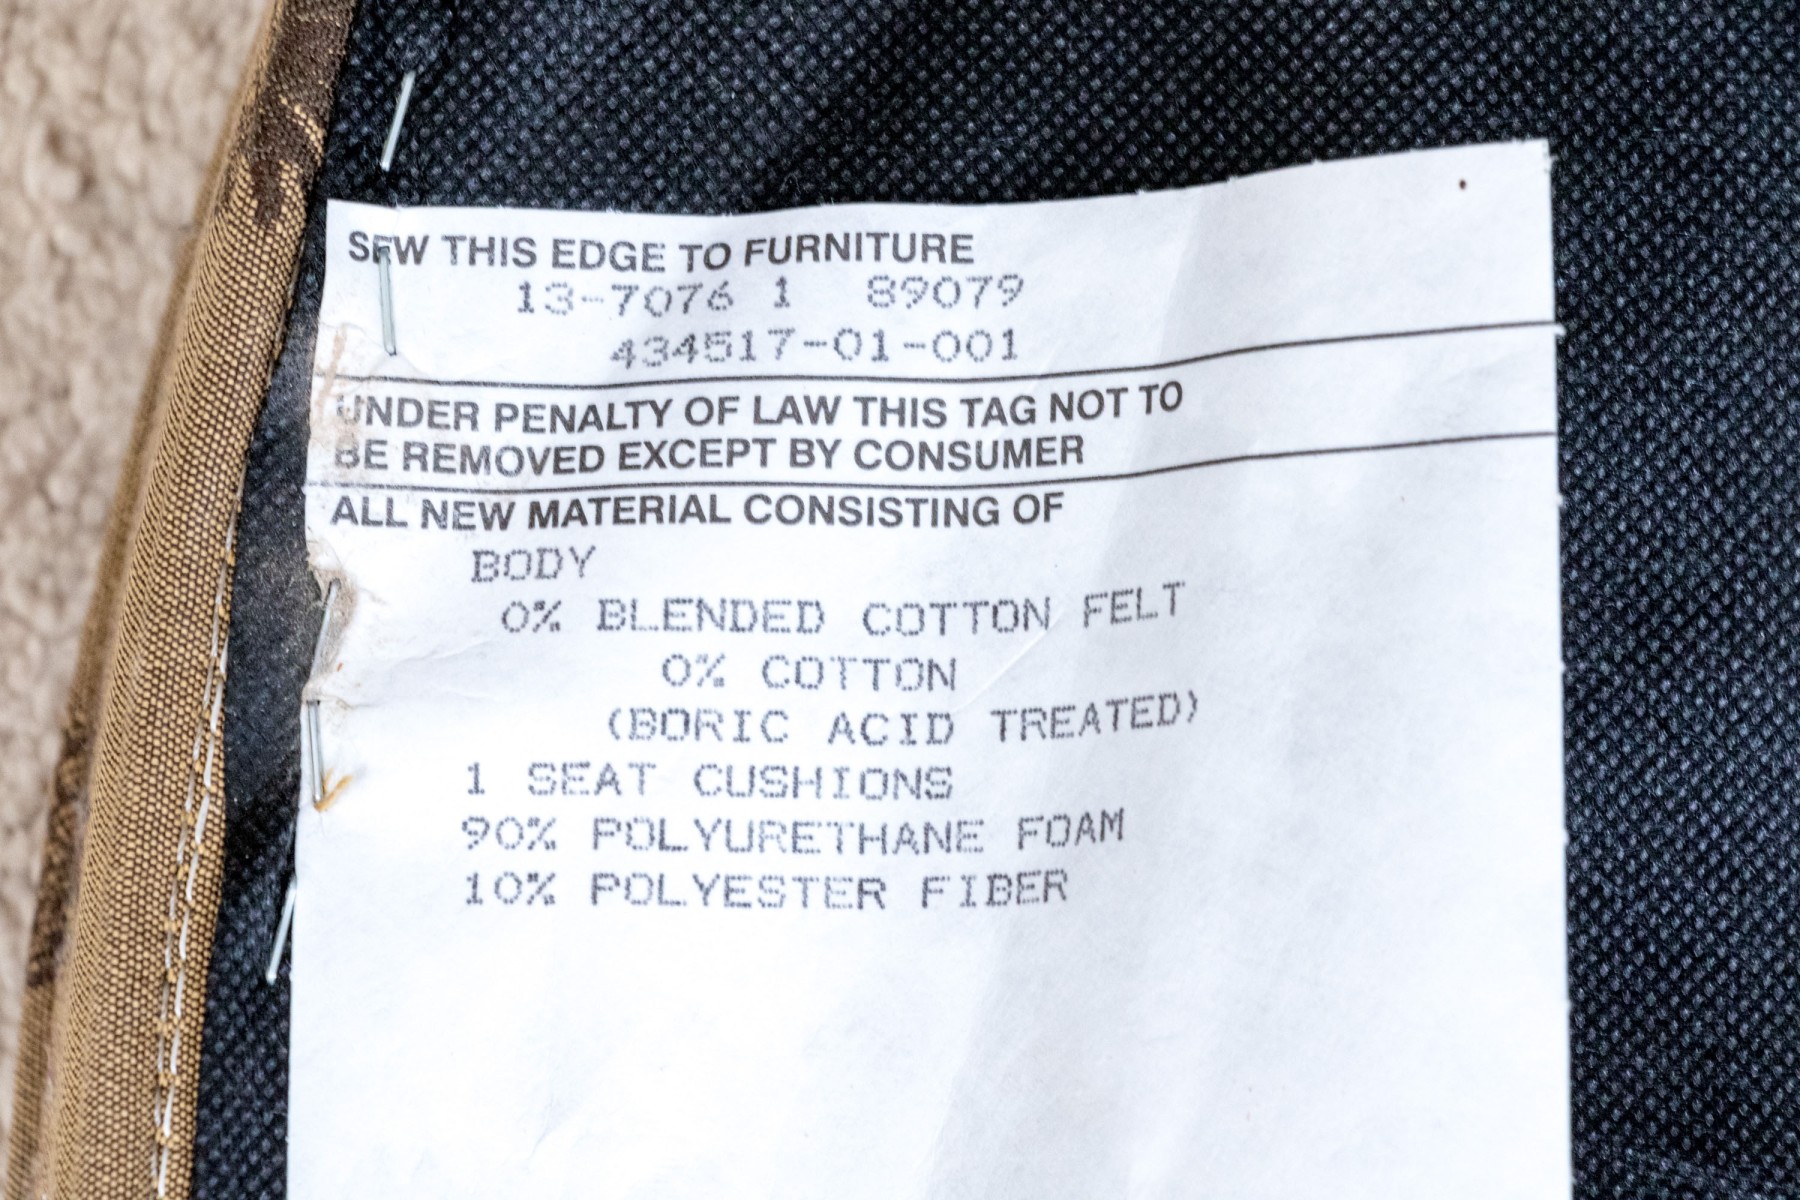 SEW THIS EDGE TO FURNITURE
13-7076 1 89079
434517-01-001
UNDER PENALTY OF LAW THIS TAG NOT TO
BE REMOVED EXCEPT BY CONSUMER
ALL NEW MATERIAL CONSISTING OF
BODY
0% BLENDED COTTON FELT
0% COTTON
(BORIC ACID TREATED)
1 SEAT CUSHIONS
90% POLYURETHANE FOAM
10% POLYESTER FIBER